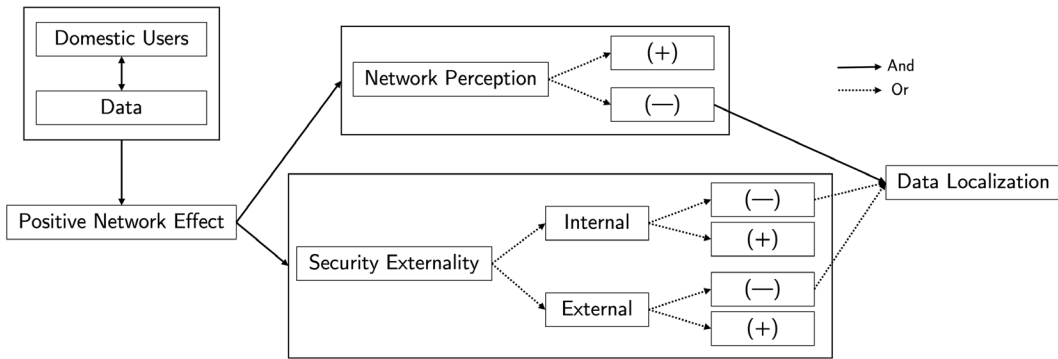 Domestic Users
Data
Positive Network Effect
Network Perception
(+)
(—)
Security Externality
Internal
(—)
(+)
External
(—)
(+)
And
Or
Data Localization